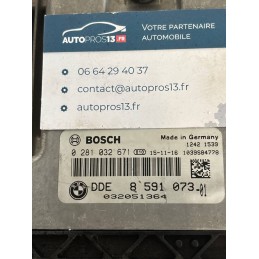 AUTOPROS13.FR
VOTRE PARTENAIRE
AUTOMOBILE
06 64 29 40 37
contact@autopros13.fr
autopros13.fr
BOSCH
Made in Germany
1242 1539
0 281 032 671
15-11-16
1039S84779
DDE 8 591 073-01
032051364